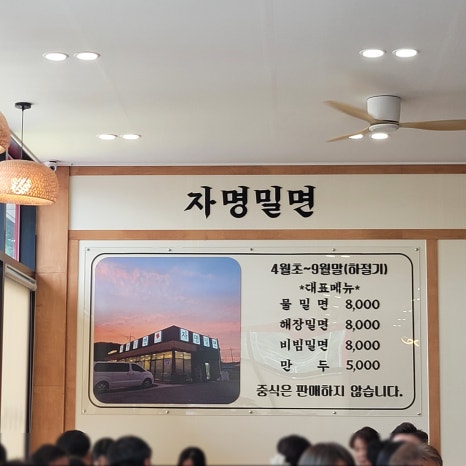 자명밀면
4월초~9월말(하절기)
*대표메뉴*
물밀면 8,000
해장밀면 8,000
비빔밀면 8,000
만두 5,000
중식은 판매하지 않습니다.